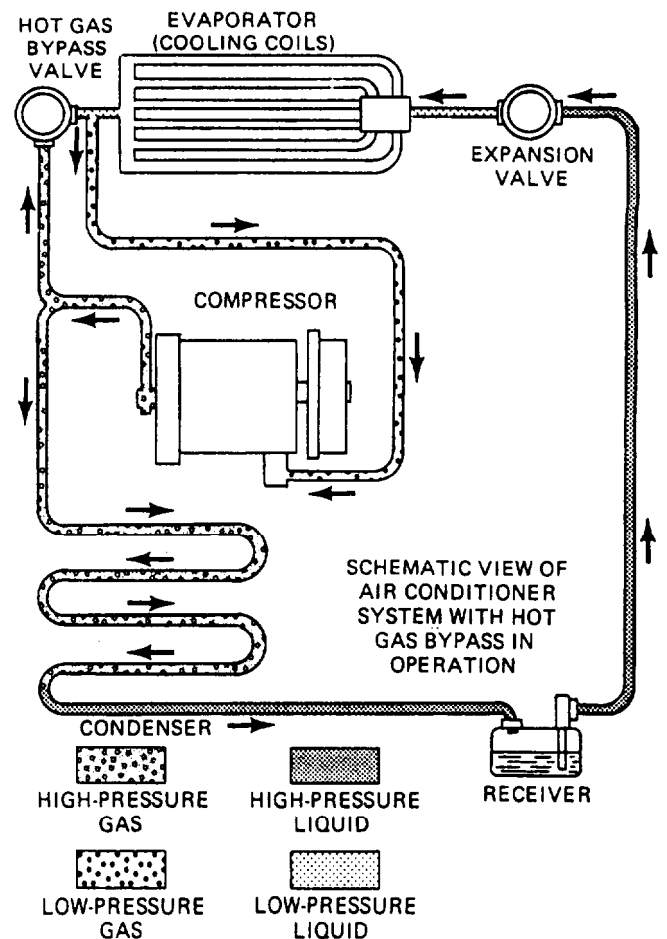 HOT GAS
BYPASS
VALVE
EVAPORATOR
(COOLING COILS)
EXPANSION
VALVE
COMPRESSOR
SCHEMATIC VIEW OF
AIR CONDITIONER
SYSTEM WITH HOT
GAS BYPASS IN
OPERATION
CONDENSER
RECEIVER
HIGH-PRESSURE
GAS
HIGH-PRESSURE
LIQUID
LOW-PRESSURE
GAS
LOW-PRESSURE
LIQUID